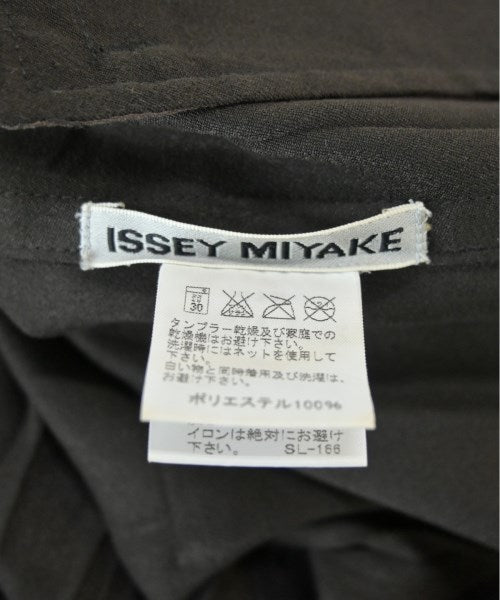 ISSEY MIYAKE
30
タンブラー乾燥及び家庭での
乾燥機はお避け下さい。
洗濯時にはネットを使用して
下さい。
白い物と同時着用及び洗濯は、
お避け下さい。
ポリエステル100%
イロンは絶対にお避け
下さい。 SL-166